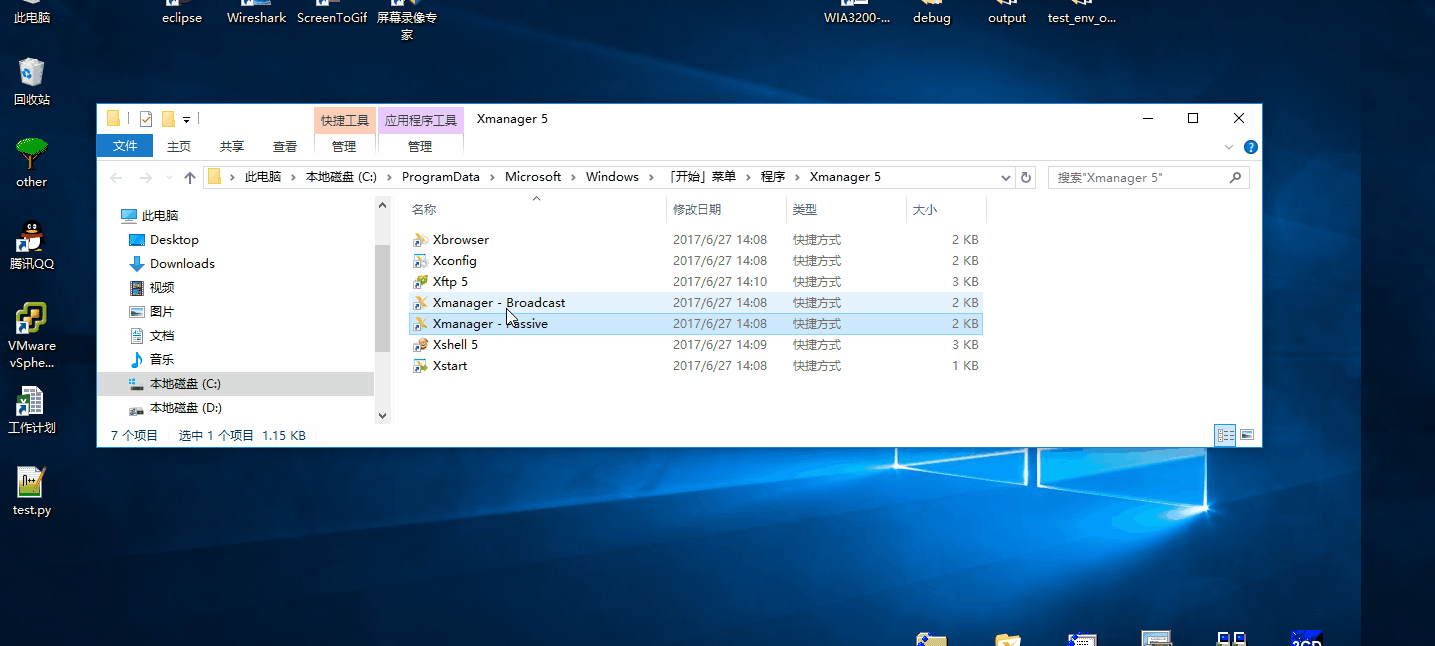 此电脑
eclipse
Wireshark
ScreenToGif
屏幕录像专
家
WIA3200-...
debug
output
test_env_o...
回收站
other
腾讯QQ
VMware
vSphe...
工作计划
test.py
快捷工具
应用程序工具
Xmanager 5
文件
主页
共享
查看
管理
管理
此电脑
本地磁盘 (C:)
ProgramData
Microsoft
Windows
「开始」菜单
程序
Xmanager 5
搜索"Xmanager 5"
此电脑
Desktop
Downloads
视频
图片
文档
音乐
本地磁盘 (C:)
本地磁盘 (D:)
名称 修改日期 类型 大小
Xbrowser 2017/6/27 14:08 快捷方式 2 KB
Xconfig 2017/6/27 14:08 快捷方式 2 KB
Xftp 5 2017/6/27 14:10 快捷方式 3 KB
Xmanager - Broadcast 2017/6/27 14:08 快捷方式 2 KB
Xmanager - Passive 2017/6/27 14:08 快捷方式 2 KB
Xshell 5 2017/6/27 14:09 快捷方式 3 KB
Xstart 2017/6/27 14:08 快捷方式 1 KB
7 个项目 选中 1 个项目 1.15 KB